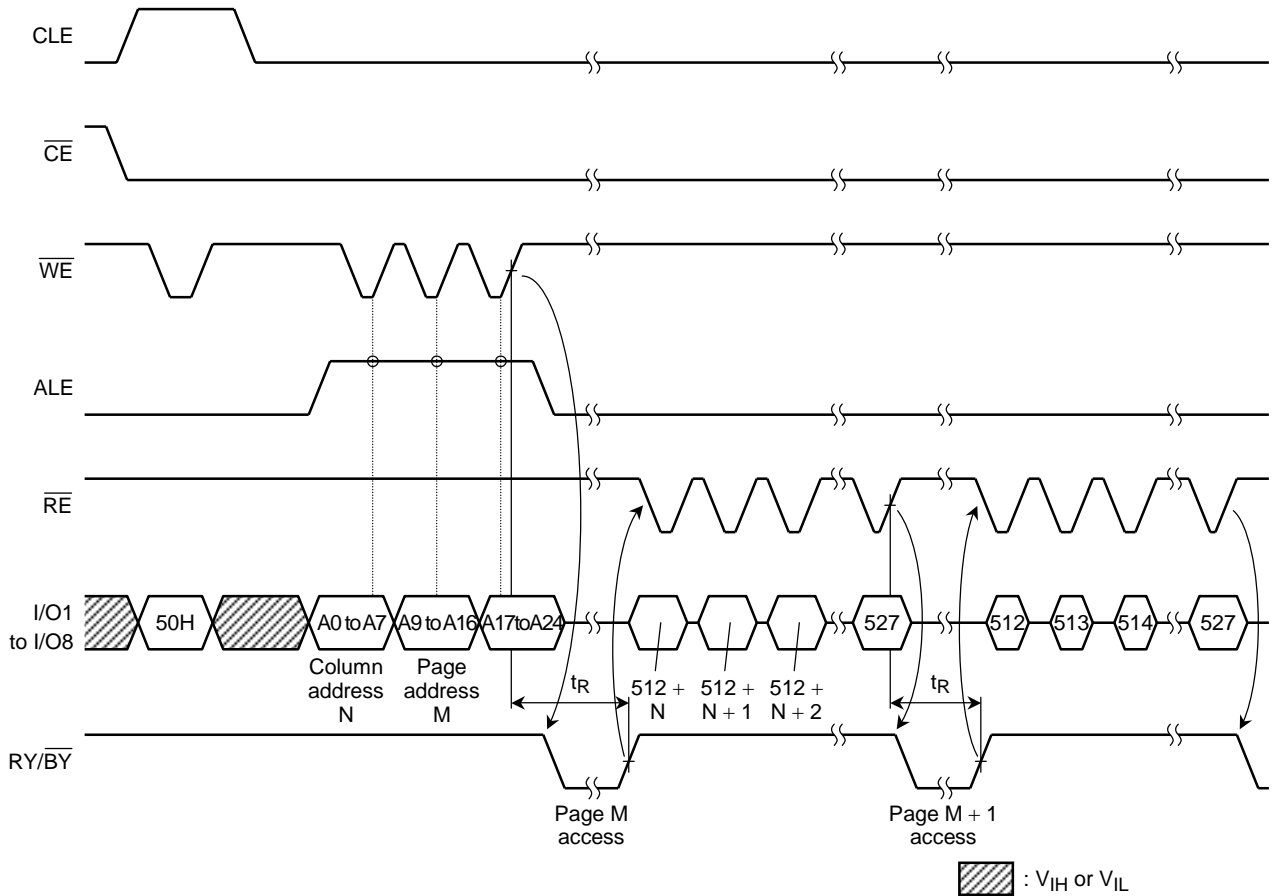 CLE
CE
WE
ALE
RE
I/O1
to I/O8
50H
A0 to A7
A9 to A16
A17 to A24
527
512
513
514
527
Column
address
N
Page
address
M
tR
512 +
N
512 +
N + 1
512 +
N + 2
tR
RY/BY
Page M
access
Page M + 1
access
: VIH or VIL